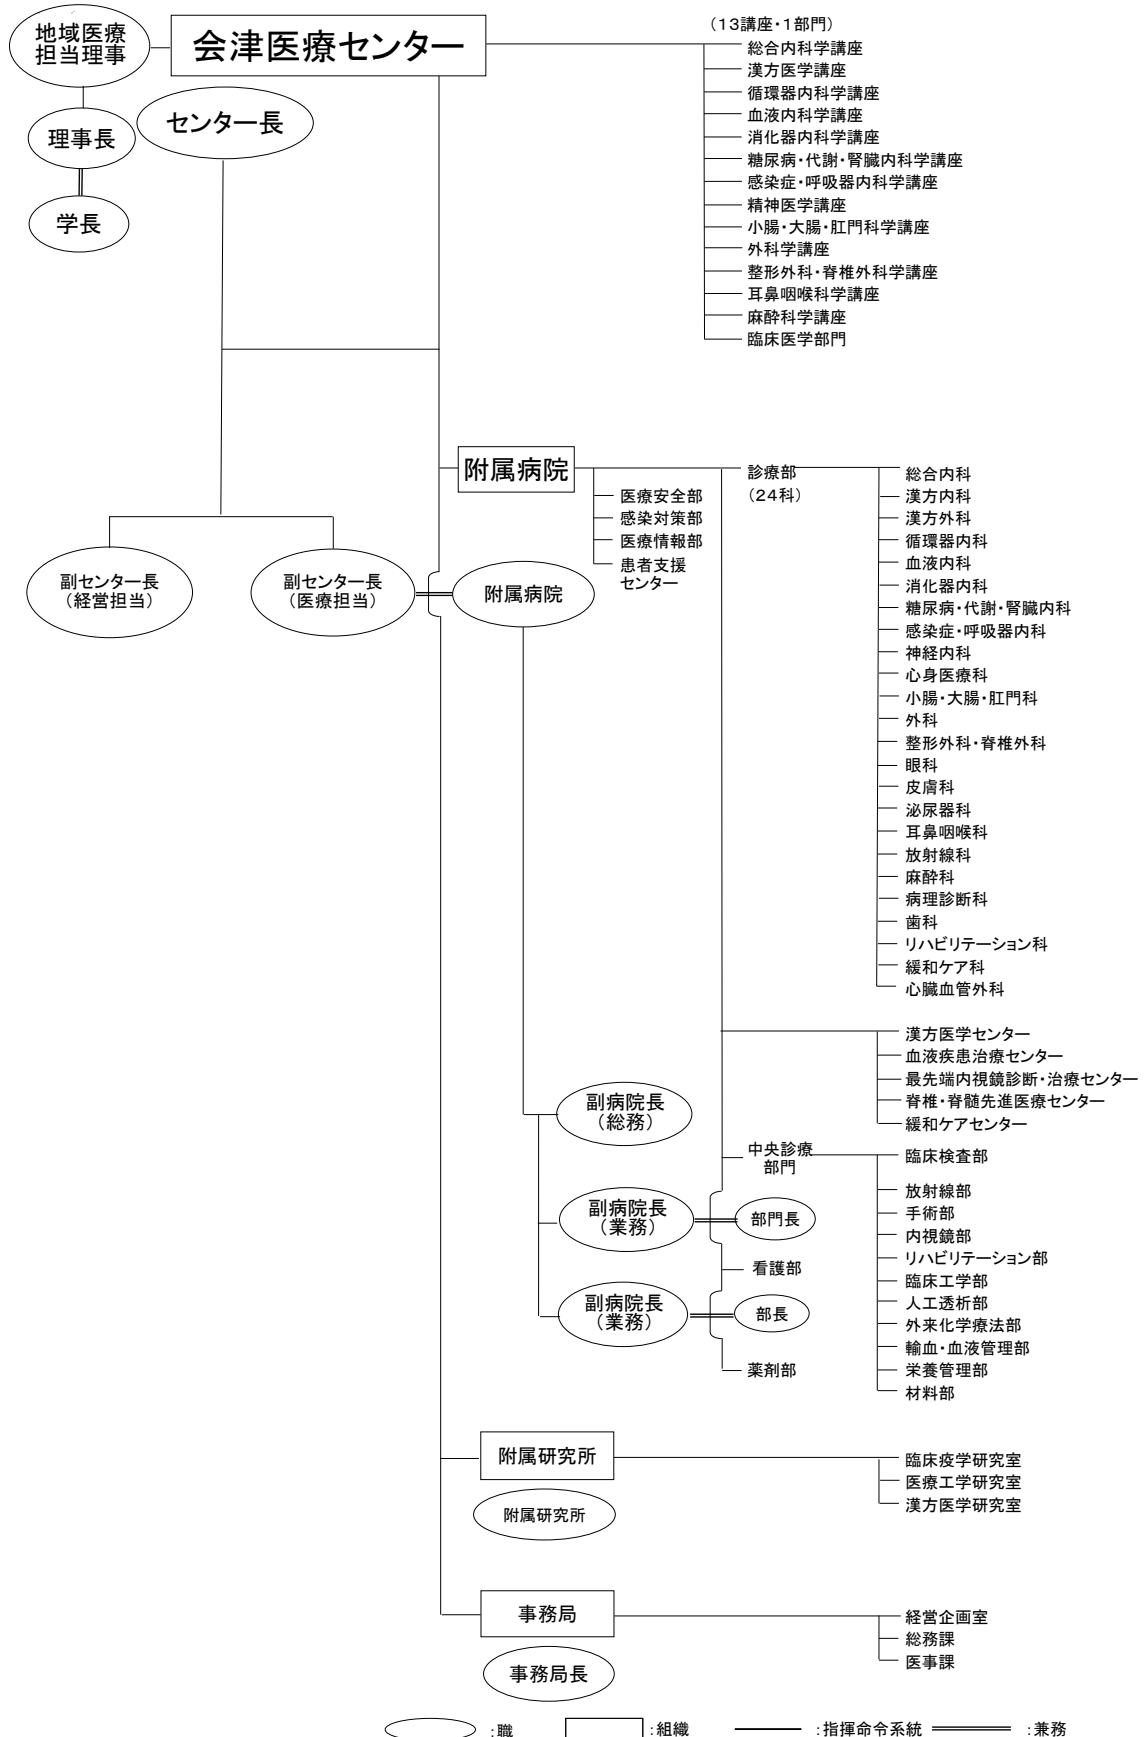 地域医療
担当理事
会津医療センター
理事長
学長
センター長
(13講座・1部門)
総合内科学講座
漢方医学講座
循環器内科学講座
血液内科学講座
消化器内科学講座
糖尿病・代謝・腎臓内科学講座
感染症・呼吸器内科学講座
精神医学講座
小腸・大腸・肛門科学講座
外科学講座
整形外科・脊椎外科学講座
耳鼻咽喉科学講座
麻酔科学講座
臨床医学部門
副センター長
(経営担当)
副センター長
(医療担当)
附属病院
附属病院
医療安全部
感染対策部
医療情報部
患者支援
センター
診療部
(24科)
総合内科
漢方内科
漢方外科
循環器内科
血液内科
消化器内科
糖尿病・代謝・腎臓内科
感染症・呼吸器内科
神経内科
心身医療科
小腸・大腸・肛門科
外科
整形外科・脊椎外科
眼科
皮膚科
泌尿器科
耳鼻咽喉科
放射線科
麻酔科
病理診断科
歯科
リハビリテーション科
緩和ケア科
心臓血管外科
漢方医学センター
血液疾患治療センター
最先端内視鏡診断・治療センター
脊椎・脊髄先進医療センター
緩和ケアセンター
副病院長
(総務)
副病院長
(業務)
副病院長
(業務)
中央診療
部門
部門長
看護部
部長
薬剤部
臨床検査部
放射線部
手術部
内視鏡部
リハビリテーション部
臨床工学部
人工透析部
外来化学療法部
輸血・血液管理部
栄養管理部
材料部
附属研究所
附属研究所
臨床疫学研究室
医療工学研究室
漢方医学研究室
事務局
事務局長
経営企画室
総務課
医事課
:職
:組織
:指揮命令系統
:兼務